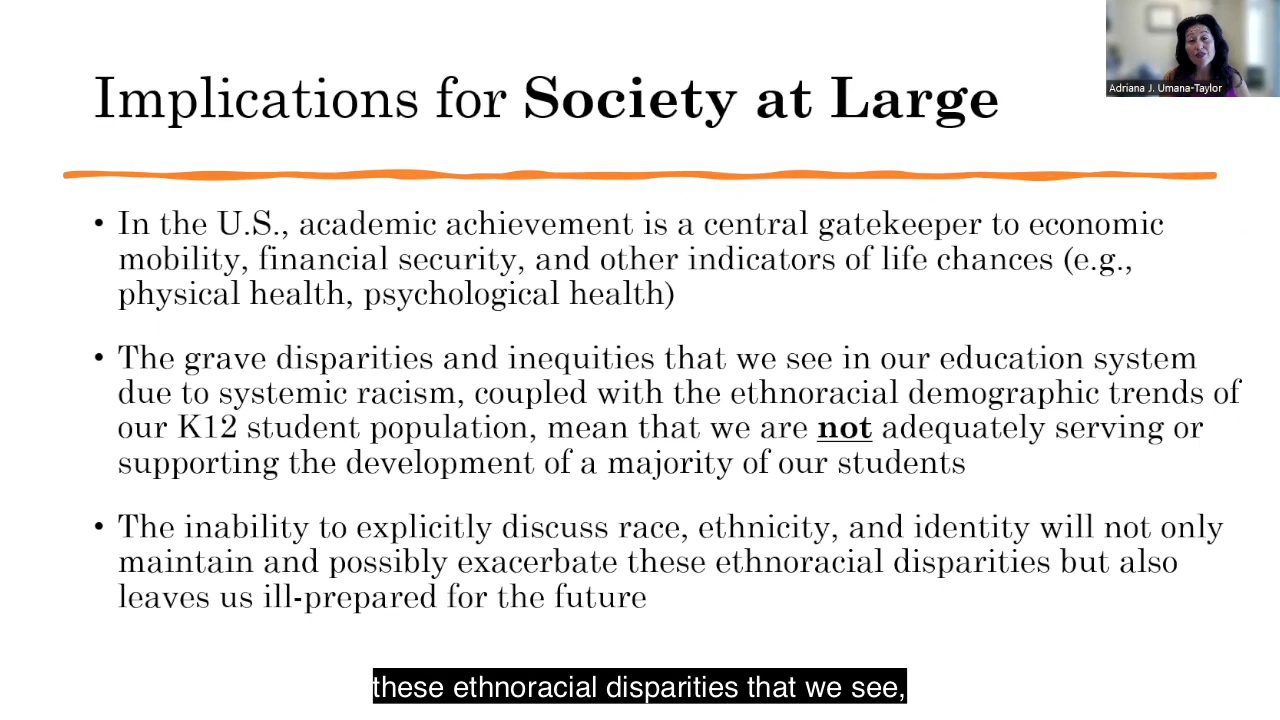 Implications for Society at Large
Adriana J. Umana-Taylor
• In the U.S., academic achievement is a central gatekeeper to economic
mobility, financial security, and other indicators of life chances (e.g.,
physical health, psychological health)
• The grave disparities and inequities that we see in our education system
due to systemic racism, coupled with the ethnoracial demographic trends of
our K12 student population, mean that we are not adequately serving or
supporting the development of a majority of our students
• The inability to explicitly discuss race, ethnicity, and identity will not only
maintain and possibly exacerbate these ethnoracial disparities but also
leaves us ill-prepared for the future
these ethnoracial disparities that we see,